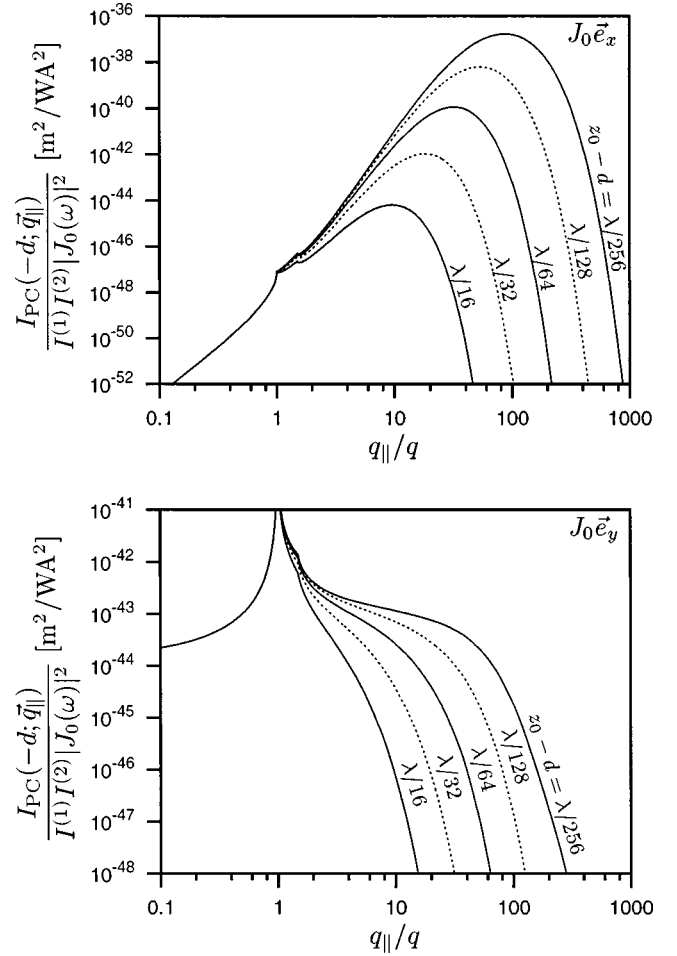 I_PC(−d; q⃗_∥)
I^(1) I^(2) |J_0(ω)|^2
[m^2/WA^2]
10^-36
10^-38
10^-40
10^-42
10^-44
10^-46
10^-48
10^-50
10^-52
J_0 e⃗_x
z_0 − d = λ/256
λ/128
λ/64
λ/32
λ/16
0.1 1 10 100 1000
q_∥/q
I_PC(−d; q⃗_∥)
I^(1) I^(2) |J_0(ω)|^2
[m^2/WA^2]
10^-41
10^-42
10^-43
10^-44
10^-45
10^-46
10^-47
10^-48
J_0 e⃗_y
z_0 − d = λ/256
λ/128
λ/64
λ/32
λ/16
0.1 1 10 100 1000
q_∥/q